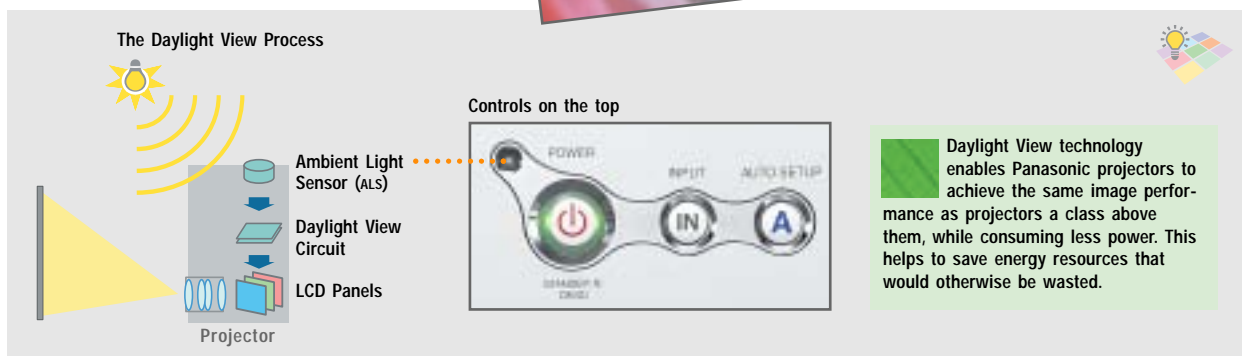 The Daylight View Process
Ambient Light
Sensor (ALS)
Daylight View
Circuit
LCD Panels
Projector
Controls on the top
POWER
INPUT
AUTO SETUP
IN
A
Daylight View technology
enables Panasonic projectors to
achieve the same image perfor-
mance as projectors a class above
them, while consuming less power. This
helps to save energy resources that
would otherwise be wasted.